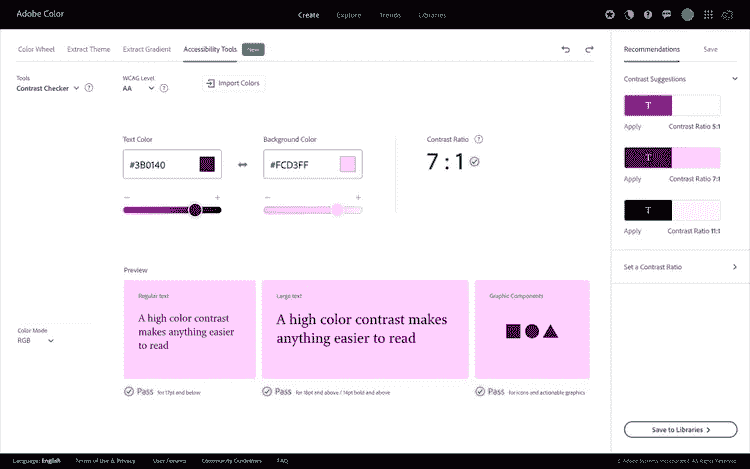 Adobe Color
Create
Explore
Trends
Libraries
Color Wheel
Extract Theme
Extract Gradient
Accessibility Tools
New
Tools
Contrast Checker
WCAG Level
AA
Import Colors
Text Color
#3B0140
Background Color
#FCD3FF
Contrast Ratio
7 : 1
Preview
Regular text
A high color contrast
makes anything easier
to read
Pass for 17pt and below
Large text
A high color contrast makes
anything easier to read
Pass for 18pt and above / 14pt bold and above
Graphic Components
Pass for icons and actionable graphics
Color Mode
RGB
Recommendations
Save
Contrast Suggestions
T
Apply Contrast Ratio 5:1
T
Apply Contrast Ratio 7:1
T
Apply Contrast Ratio 11:1
Set a Contrast Ratio
Save to Libraries
Language: English
Terms of Use & Privacy
User Forums
Community Guidelines
FAQ